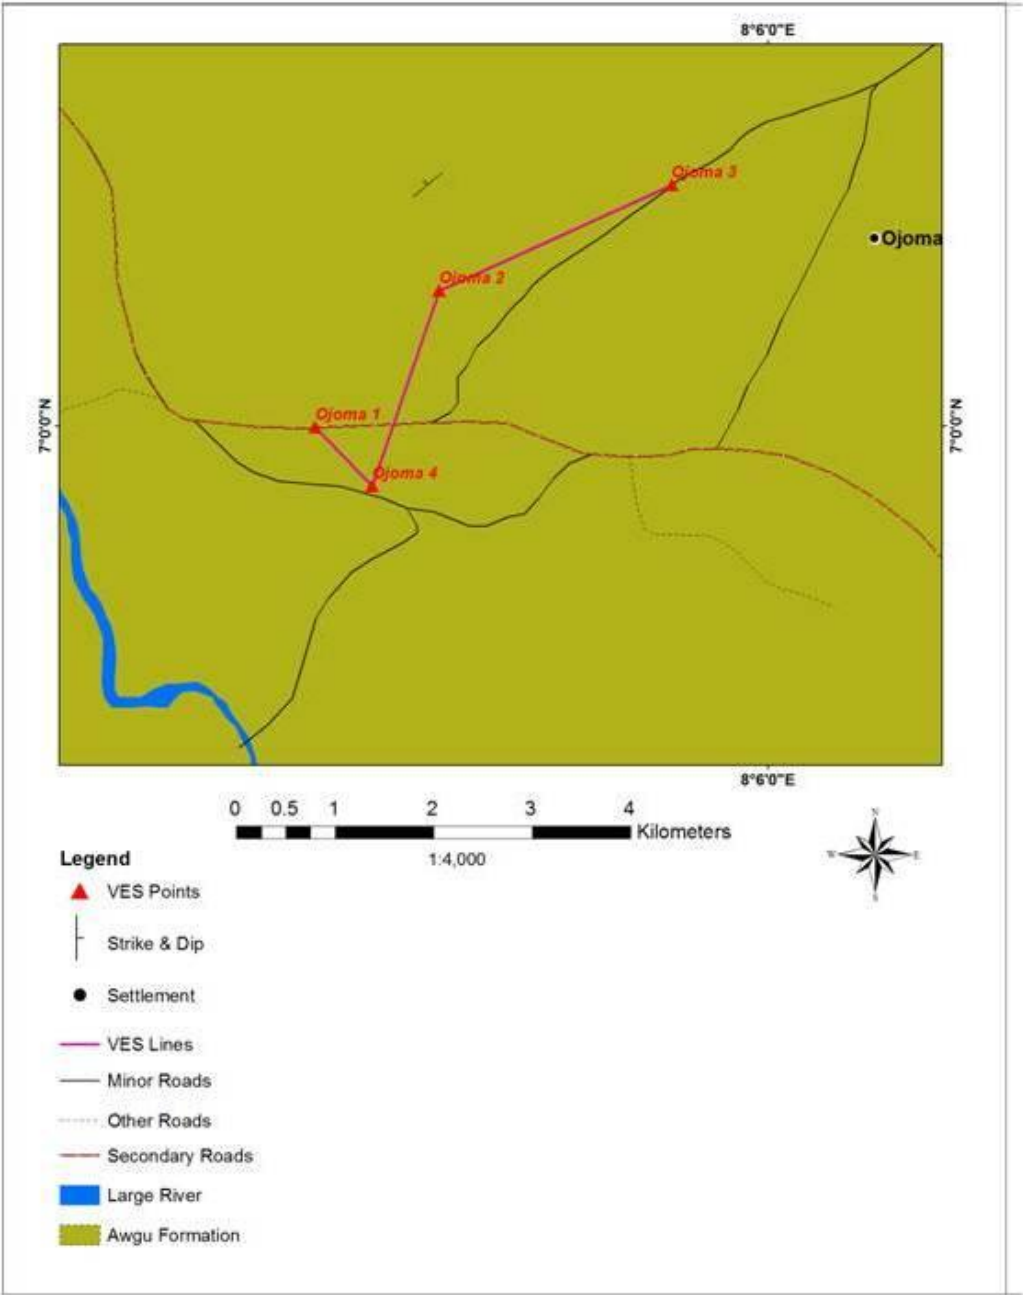 8°6'0"E
Ojoma 3
Ojoma
Ojoma 2
7°0'0"N
Ojoma 1
7°0'0"N
Ojoma 4
8°6'0"E
0 0.5 1 2 3 4
Kilometers
1:4,000
N
W E
S
Legend
VES Points
Strike & Dip
Settlement
VES Lines
Minor Roads
Other Roads
Secondary Roads
Large River
Awgu Formation